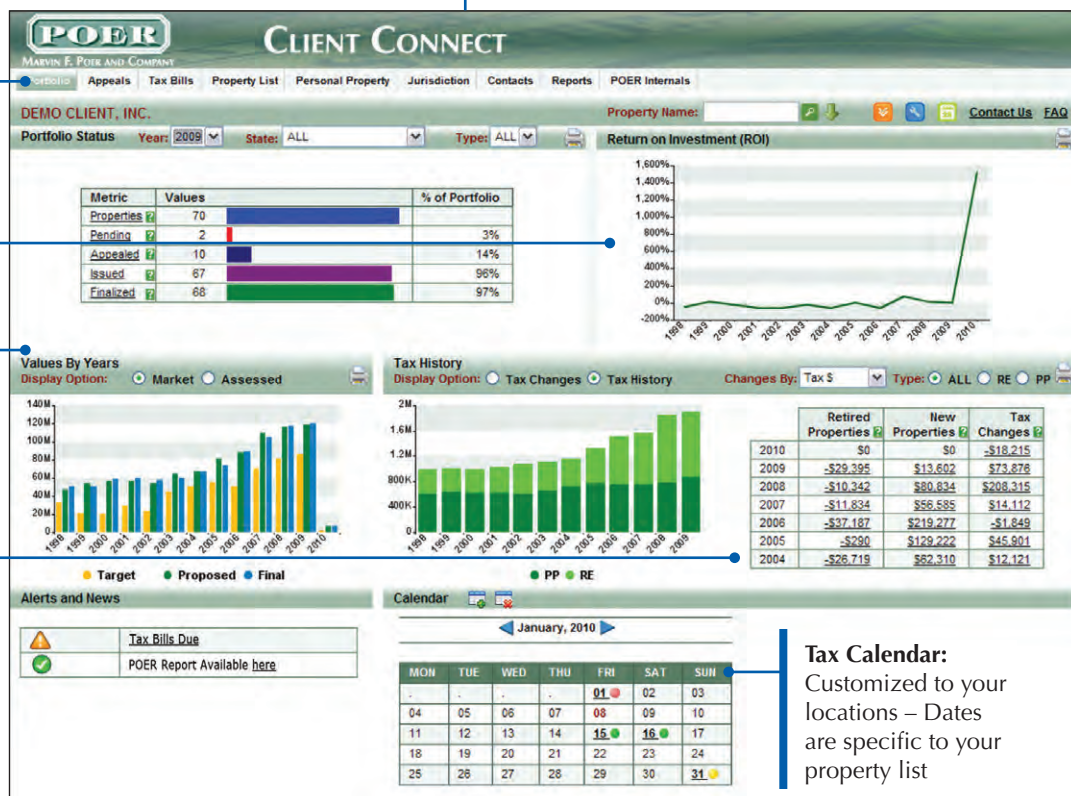 POER
MARVIN F. POER AND COMPANY
CLIENT CONNECT
Portfolio Appeals Tax Bills Property List Personal Property Jurisdiction Contacts Reports POER Internals
DEMO CLIENT, INC.
Property Name:
Contact Us FAQ
Portfolio Status Year: 2009 State: ALL Type: ALL
Return on Investment (ROI)
Metric Values % of Portfolio
Properties ? 70
Pending ? 2 3%
Appealed ? 10 14%
Issued ? 67 96%
Finalized ? 68 97%
1,600%
1,400%
1,200%
1,000%
800%
600%
400%
200%
0%
-200%
1998 1999 2000 2001 2002 2003 2004 2005 2006 2007 2008 2009 2010
Values By Years
Display Option: Market Assessed
140M
120M
100M
80M
60M
40M
20M
0
1998 1999 2000 2001 2002 2003 2004 2005 2006 2007 2008 2009 2010
Target Proposed Final
Tax History
Display Option: Tax Changes Tax History
Changes By: Tax $ Type: ALL RE PP
2M
1.6M
1.2M
800K
400K
0
1998 1999 2000 2001 2002 2003 2004 2005 2006 2007 2008 2009
PP RE
Retired Properties ? New Properties ? Tax Changes ?
2010 $0 $0 -$18,215
2009 -$29,395 $13,602 $73,876
2008 -$10,342 $80,834 $208,315
2007 -$11,834 $56,585 $14,112
2006 -$37,187 $219,277 -$1,849
2005 -$290 $129,222 $45,901
2004 -$26,719 $62,310 $12,121
Alerts and News
Tax Bills Due
POER Report Available here
Calendar
January, 2010
MON TUE WED THU FRI SAT SUN
. . . . 01 02 03
04 05 06 07 08 09 10
11 12 13 14 15 16 17
18 19 20 21 22 23 24
25 26 27 28 29 30 31
Tax Calendar:
Customized to your
locations – Dates
are specific to your
property list